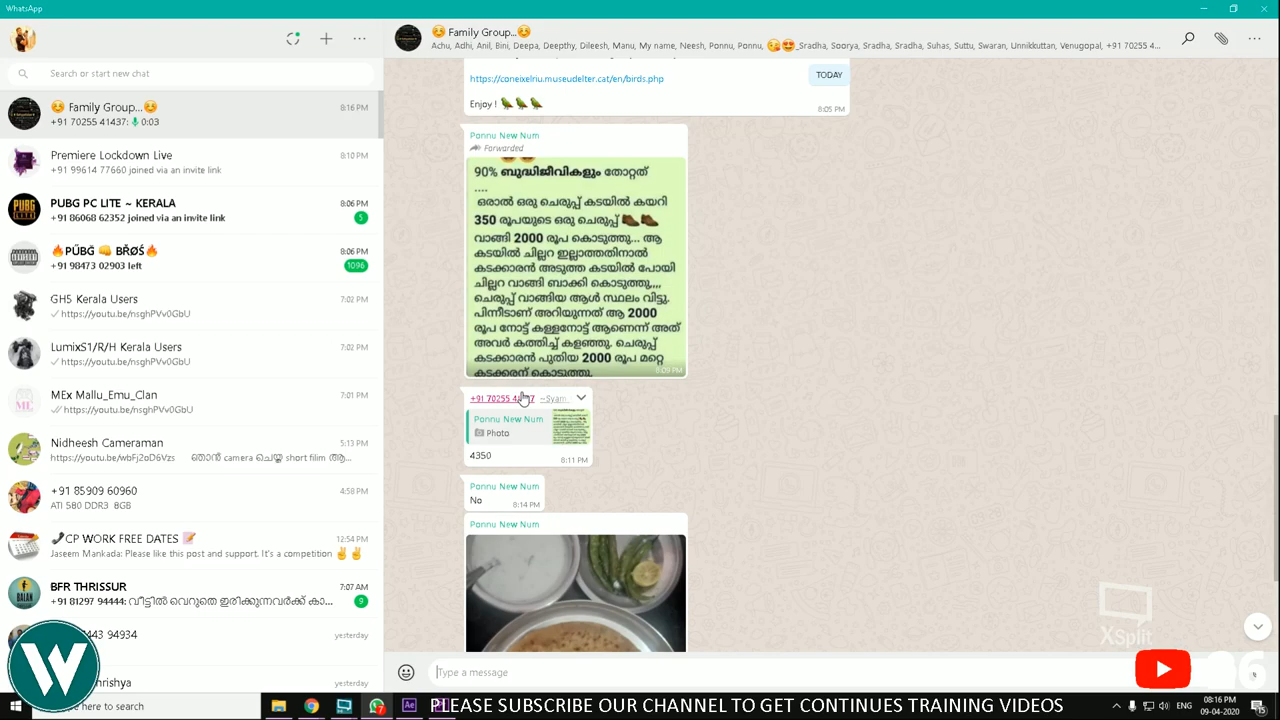 WhatsApp
Search or start new chat
☺️ Family Group...☺️
8:16 PM
+91 70255 41437: 0:03
Premiere Lockdown Live
8:10 PM
+91 99614 77660 joined via an invite link
PUBG PC LITE ~ KERALA
8:06 PM
+91 86068 62352 joined via an invite link
5
🔥PŰBĞ 👊 BŘØŚ🔥
8:06 PM
+91 98473 02903 left
1096
GH5 Kerala Users
7:02 PM
✓ https://youtu.be/nsghPVv0GbU
LumixS1/R/H Kerala Users
7:02 PM
✓ https://youtu.be/nsghPVv0GbU
MEx Mallu_Emu_Clan
7:01 PM
✓✓ https://youtu.be/nsghPVv0GbU
Nidheesh Cameraman
5:13 PM
https://youtu.be/wbFj2oD6Vzs ഞാൻ camera ചെയ്ത short filim ആ...
+91 85909 60960
4:58 PM
ATI 580 DDR3 8GB
CP WORK FREE DATES 📝
12:54 PM
Jaseem Mankada: Please like this post and support. It's a competition ✌️✌️
BFR THRISSUR
7:07 AM
+91 81297 94444: വീട്ടിൽ വെറുതെ ഇരിക്കുന്നവർക്ക് കാ...
9
443 94934
yesterday
hrishya
yesterday
☺️ Family Group...☺️
Achu, Adhi, Anil, Bini, Deepa, Deepthy, Dileesh, Manu, My name, Neesh, Ponnu, Ponnu, 😋😍_Sradha, Soorya, Sradha, Sradha, Suhas, Suttu, Swaran, Unnikkuttan, Venugopal, +91 70255 4...
https://coneixelriu.museudelter.cat/en/birds.php
TODAY
Enjoy ! 🦜🦜🦜
8:05 PM
Ponnu New Num
Forwarded
90% ബുദ്ധിജീവികളും തോറ്റത്
....
ഒരാൽ ഒരു ചെരുപ്പ് കടയിൽ കയറി
350 രൂപയുടെ ഒരു ചെരുപ്പ് 👞👞
വാങ്ങി 2000 രൂപ കൊടുത്തു... ആ
കടയിൽ ചില്ലറ ഇല്ലാത്തതിനാൽ
കടക്കാരൻ അടുത്ത കടയിൽ പോയി
ചില്ലറ വാങ്ങി ബാക്കി കൊടുത്തു,,,,
ചെരുപ്പ് വാങ്ങിയ ആൾ സ്ഥലം വിട്ടു.
പിന്നീടാണ് അറിയുന്നത് ആ 2000
രൂപ നോട്ട് കള്ളനോട്ട് ആണെന്ന് അത്
അവർ കത്തിച്ച് കളഞ്ഞു. ചെരുപ്പ്
കടക്കാരൻ പുതിയ 2000 രൂപ മറ്റെ
കടക്കരന് കൊടുത്തു.
8:09 PM
+91 70255 4 7 ~Syam
Ponnu New Num
Photo
4350
8:11 PM
Ponnu New Num
No
8:14 PM
Ponnu New Num
XSplit
Type a message
W
here to search
Ae
PLEASE SUBSCRIBE OUR CHANNEL TO GET CONTINUES TRAINING VIDEOS
ENG
08:16 PM
09-04-2020
15